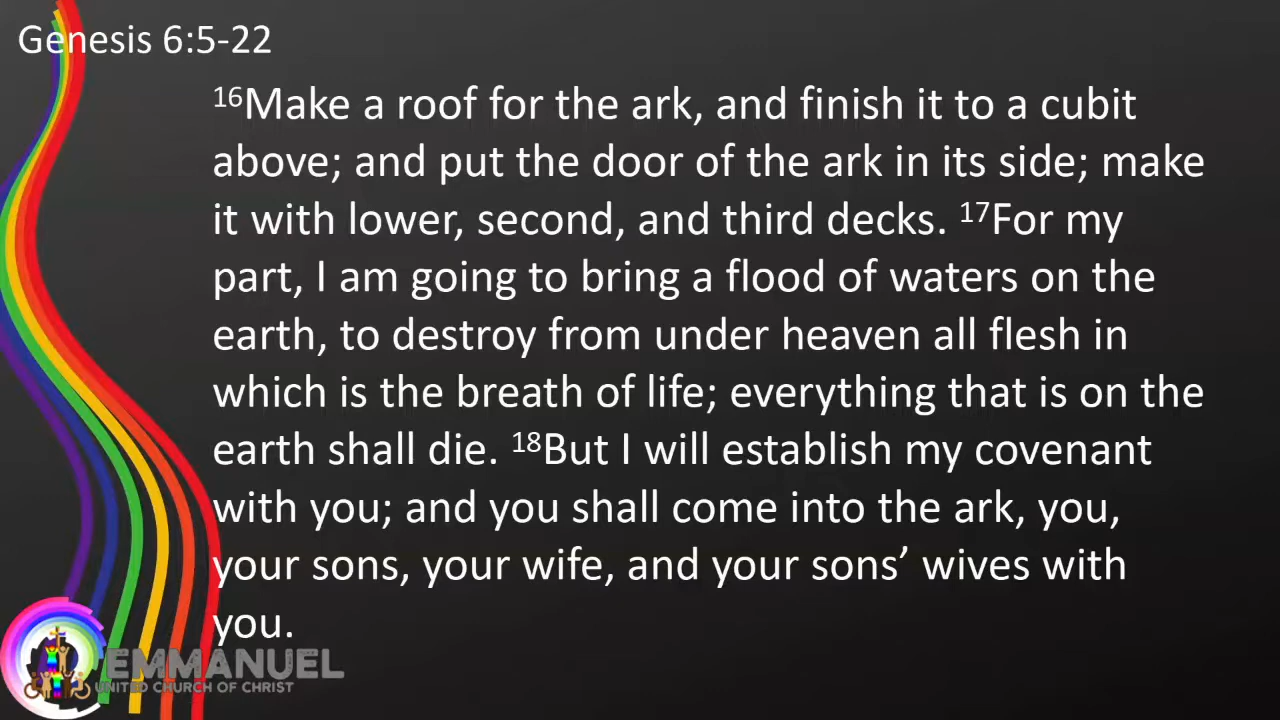 Genesis 6:5-22
16Make a roof for the ark, and finish it to a cubit
above; and put the door of the ark in its side; make
it with lower, second, and third decks. 17For my
part, I am going to bring a flood of waters on the
earth, to destroy from under heaven all flesh in
which is the breath of life; everything that is on the
earth shall die. 18But I will establish my covenant
with you; and you shall come into the ark, you,
your sons, your wife, and your sons’ wives with
you.
EMMANUEL
UNITED CHURCH OF CHRIST